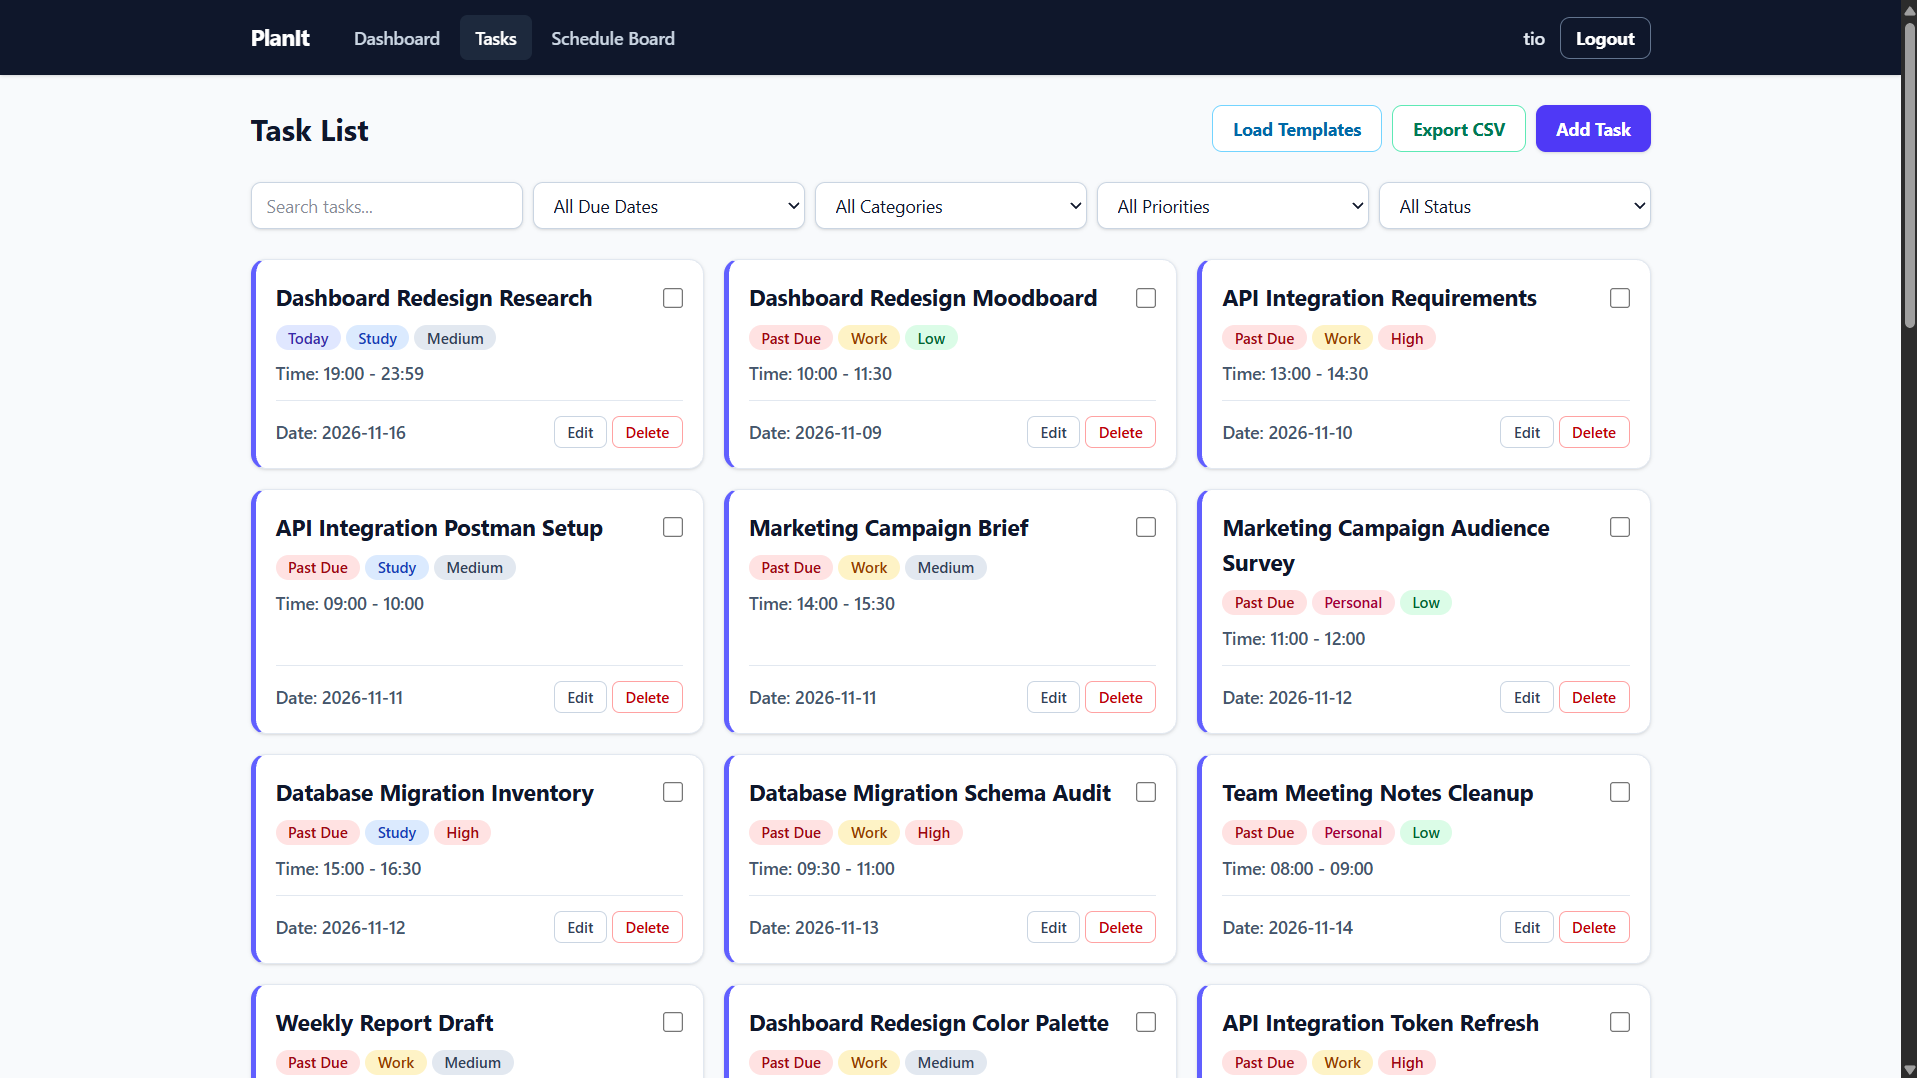 PlanIt Dashboard Tasks Schedule Board tio Logout
Task List Load Templates Export CSV Add Task
Search tasks... All Due Dates All Categories All Priorities All Status
Dashboard Redesign Research
Today Study Medium
Time: 19:00 - 23:59
Date: 2026-11-16 Edit Delete
Dashboard Redesign Moodboard
Past Due Work Low
Time: 10:00 - 11:30
Date: 2026-11-09 Edit Delete
API Integration Requirements
Past Due Work High
Time: 13:00 - 14:30
Date: 2026-11-10 Edit Delete
API Integration Postman Setup
Past Due Study Medium
Time: 09:00 - 10:00
Date: 2026-11-11 Edit Delete
Marketing Campaign Brief
Past Due Work Medium
Time: 14:00 - 15:30
Date: 2026-11-11 Edit Delete
Marketing Campaign Audience
Survey
Past Due Personal Low
Time: 11:00 - 12:00
Date: 2026-11-12 Edit Delete
Database Migration Inventory
Past Due Study High
Time: 15:00 - 16:30
Date: 2026-11-12 Edit Delete
Database Migration Schema Audit
Past Due Work High
Time: 09:30 - 11:00
Date: 2026-11-13 Edit Delete
Team Meeting Notes Cleanup
Past Due Personal Low
Time: 08:00 - 09:00
Date: 2026-11-14 Edit Delete
Weekly Report Draft
Past Due Work Medium
Dashboard Redesign Color Palette
Past Due Work Medium
API Integration Token Refresh
Past Due Work High